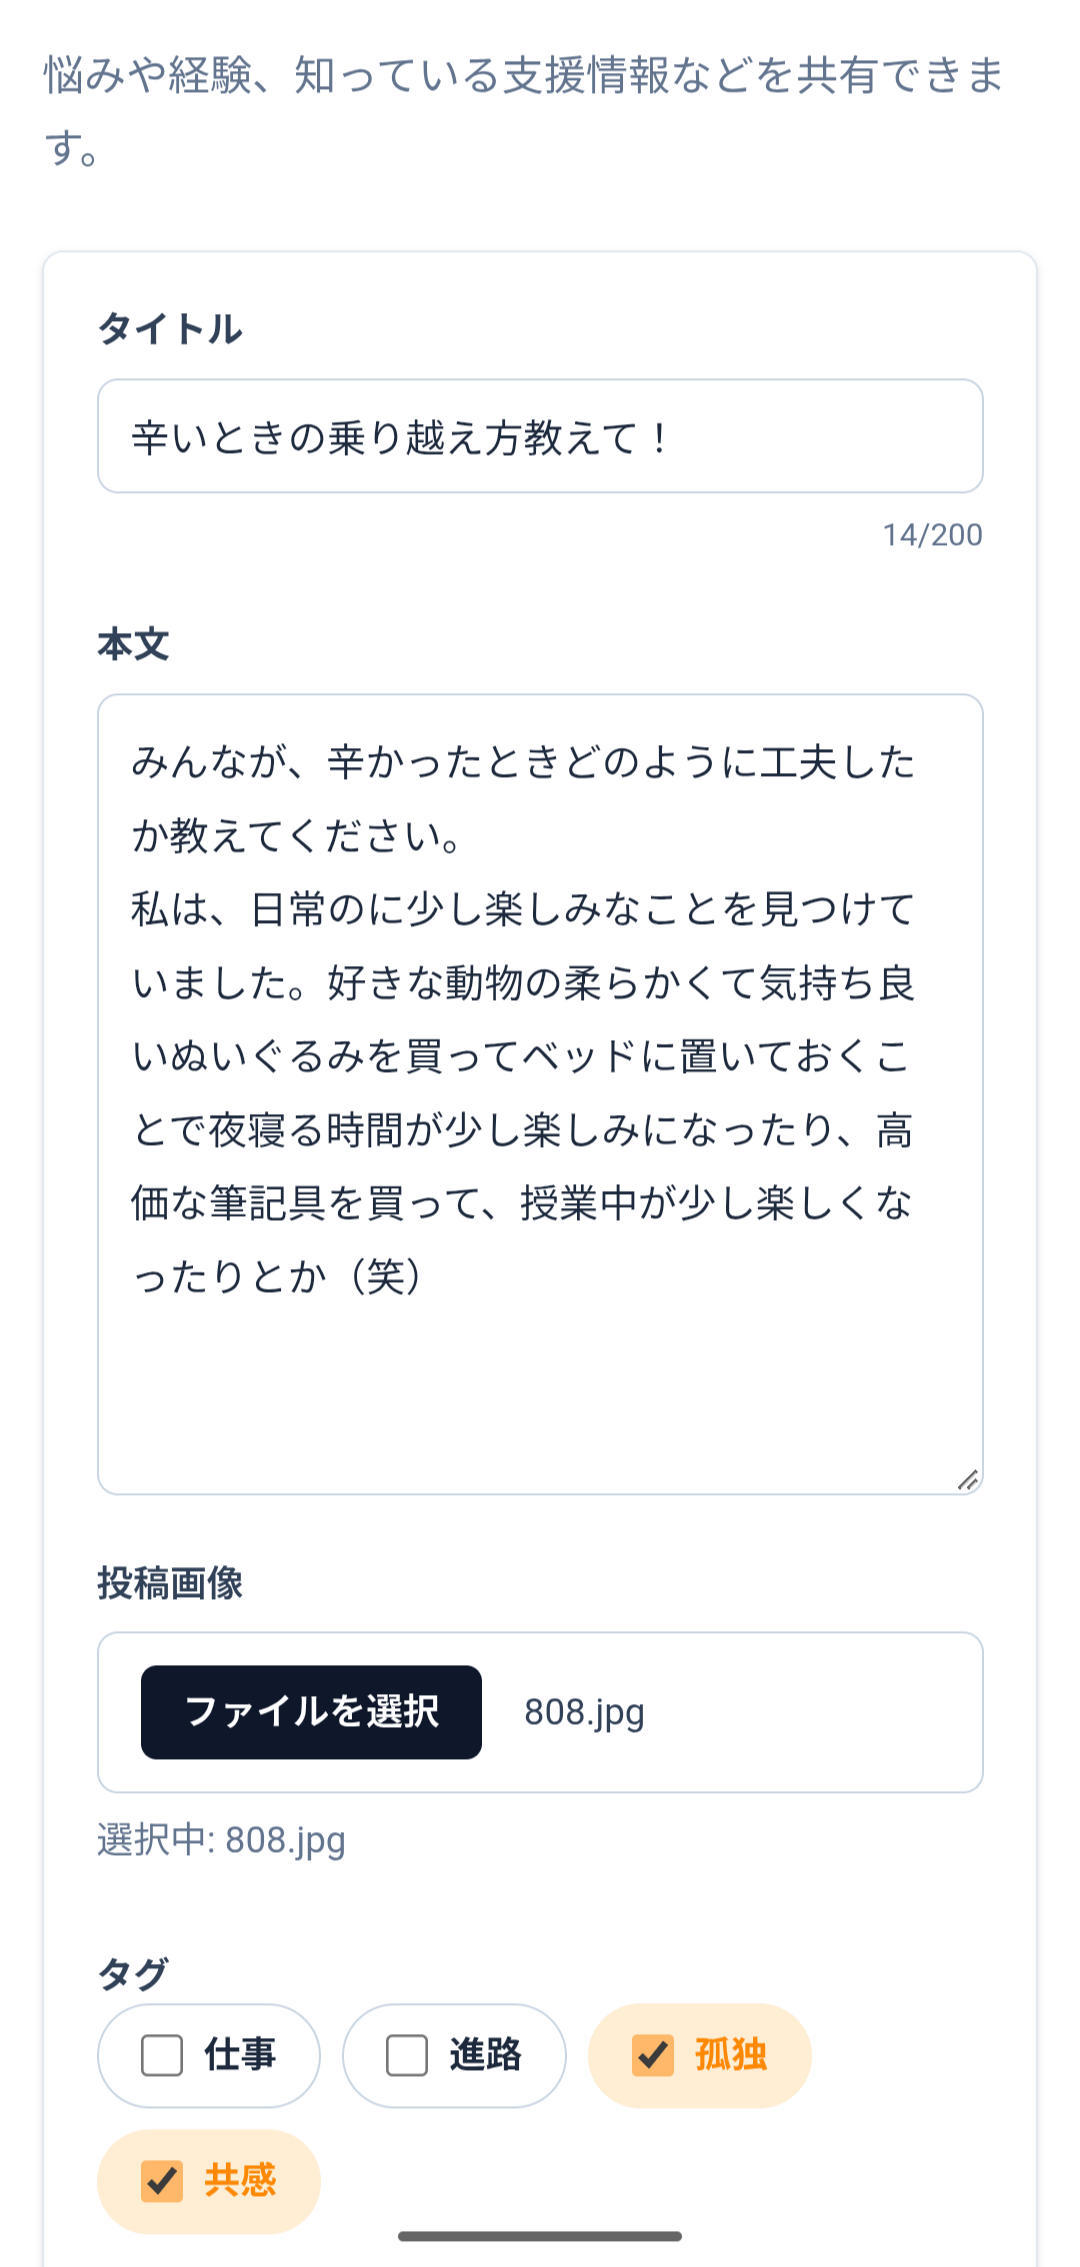 悩みや経験、知っている支援情報などを共有できま
す。
タイトル
辛いときの乗り越え方教えて！
14/200
本文
みんなが、辛かったときどのように工夫した
か教えてください。
私は、日常のに少し楽しみなことを見つけて
いました。好きな動物の柔らかくて気持ち良
いぬいぐるみを買ってベッドに置いておくこ
とで夜寝る時間が少し楽しみになったり、高
価な筆記具を買って、授業中が少し楽しくな
ったりとか（笑）
投稿画像
ファイルを選択 808.jpg
選択中: 808.jpg
タグ
仕事 進路 孤独
共感